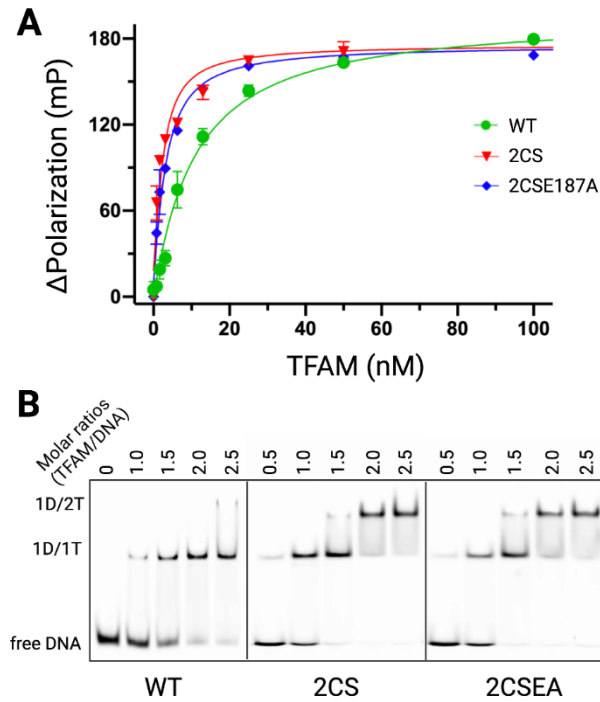 A
ΔPolarization (mP)
180
120
60
0
0 20 40 60 80 100
TFAM (nM)
WT
2CS
2CSE187A
B
Molar ratios
(TFAM/DNA)
0 1.0 1.5 2.0 2.5 0.5 1.0 1.5 2.0 2.5 0.5 1.0 1.5 2.0 2.5
1D/2T
1D/1T
free DNA
WT 2CS 2CSEA